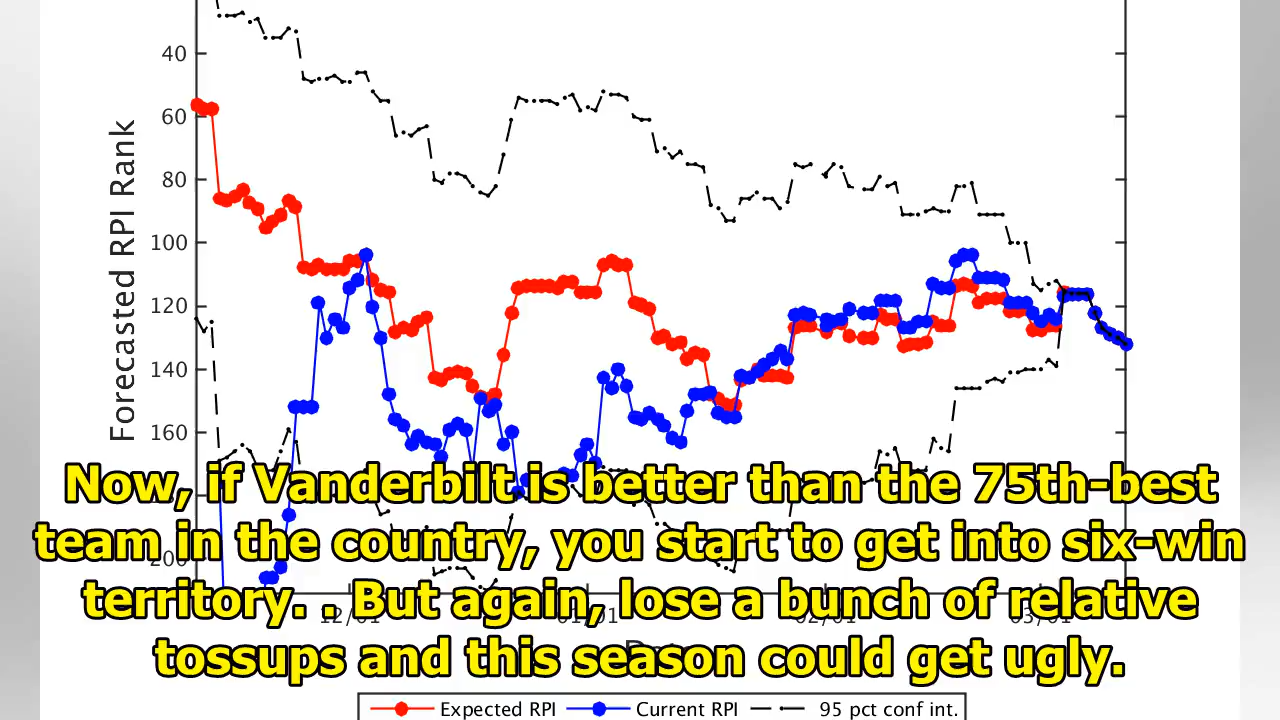 40
60
80
100
120
140
160
Forecasted RPI Rank
Now, if Vanderbilt is better than the 75th-best
team in the country, you start to get into six-win
territory. . But again, lose a bunch of relative
tossups and this season could get ugly.
12/01
01/01
02/01
03/01
Expected RPI
Current RPI
95 pct conf int.